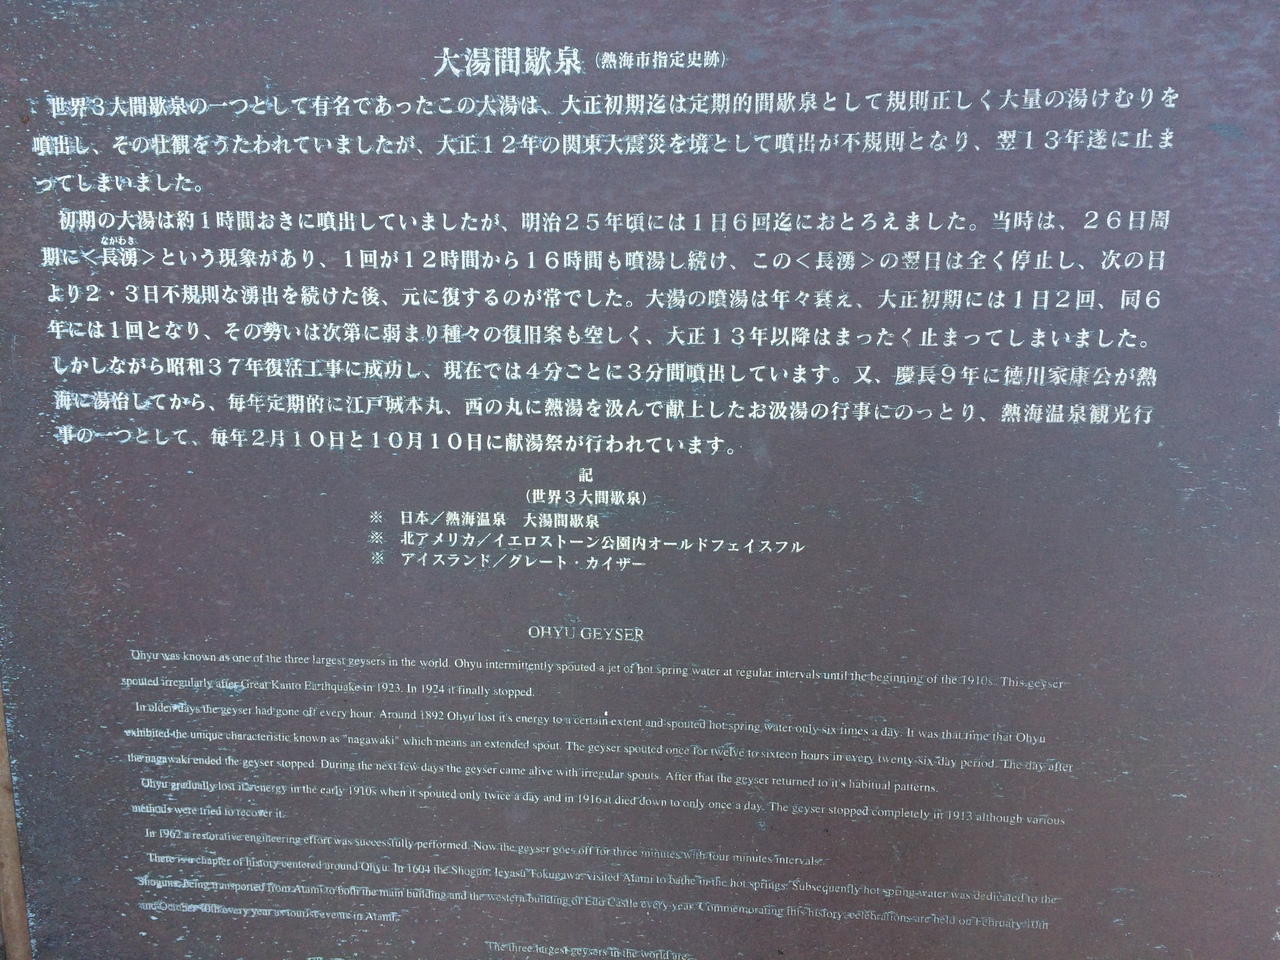 大湯間歇泉（熱海市指定史跡）
世界３大間歇泉の一つとして有名であったこの大湯は、大正初期迄は定期的間歇泉として規則正しく大量の湯けむりを
噴出し、その壮観をうたわれていましたが、大正１２年の関東大震災を境として噴出が不規則となり、翌１３年遂に止ま
ってしまいました。
初期の大湯は約１時間おきに噴出していましたが、明治２５年頃には１日６回迄におとろえました。当時は、２６日周
ながわき
期に＜長湧＞という現象があり、１回が１２時間から１６時間も噴湯し続け、この＜長湧＞の翌日は全く停止し、次の日
より２・３日不規則な湧出を続けた後、元に復するのが常でした。大湯の噴湯は年々衰え、大正初期には１日２回、同６
年には１回となり、その勢いは次第に弱まり種々の復旧案も空しく、大正１３年以降はまったく止まってしまいました。
しかしながら昭和３７年復活工事に成功し、現在では４分ごとに３分間噴出しています。又、慶長９年に徳川家康公が熱
海に湯治してから、毎年定期的に江戸城本丸、西の丸に熱湯を汲んで献上したお汲湯の行事にのっとり、熱海温泉観光行
事の一つとして、毎年２月１０日と１０月１０日に献湯祭が行われています。
記
（世界３大間歇泉）
※ 日本／熱海温泉　大湯間歇泉
※ 北アメリカ／イエロストーン公園内オールドフェイスフル
※ アイスランド／グレート・カイザー
OHYU GEYSER
Ohyu was known as one of the three largest geysers in the world. Ohyu intermittently spouted a jet of hot spring water at regular intervals until the beginning of the 1910s. This geyser
spouted irregularly after Great Kanto Earthquake in 1923. In 1924 it finally stopped.
In olden days the geyser had gone off every hour. Around 1892 Ohyu lost it's energy to a certain extent and spouted hot spring water only six times a day. It was that time that Ohyu
exhibited the unique characteristic known as "nagawaki" which means an extended spout. The geyser spouted once for twelve to sixteen hours in every twenty-six-day period. The day after
the nagawaki ended the geyser stopped. During the next few days the geyser came alive with irregular spouts. After that the geyser returned to it's habitual patterns.
Ohyu gradually lost it's energy in the early 1910s when it spouted only twice a day and in 1916 it died down to only once a day. The geyser stopped completely in 1913 although various
methods were tried to recover it.
In 1962 a restorative engineering effort was successfully performed. Now the geyser goes off for three minutes with four minutes intervals.
There is a chapter of history centered around Ohyu. In 1604 the Shogun, Ieyasu Tokugawa, visited Atami to bathe in the hot springs. Subsequently hot spring water was dedicated to the
Shoguns, being transported from Atami to both the main building and the western building of Edo Castle every year. Commemorating this history, celebrations are held on February 10th
and October 10th every year as tourist events in Atami.
The three largest geysers in the world are